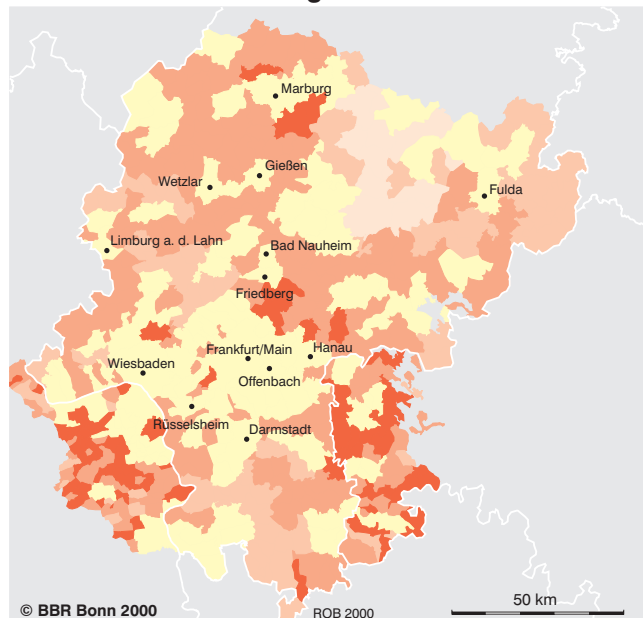 Marburg
Gießen
Wetzlar
Fulda
Limburg a. d. Lahn
Bad Nauheim
Friedberg
Frankfurt/Main
Hanau
Wiesbaden
Offenbach
Rüsselsheim
Darmstadt
50 km
© BBR Bonn 2000
ROB 2000